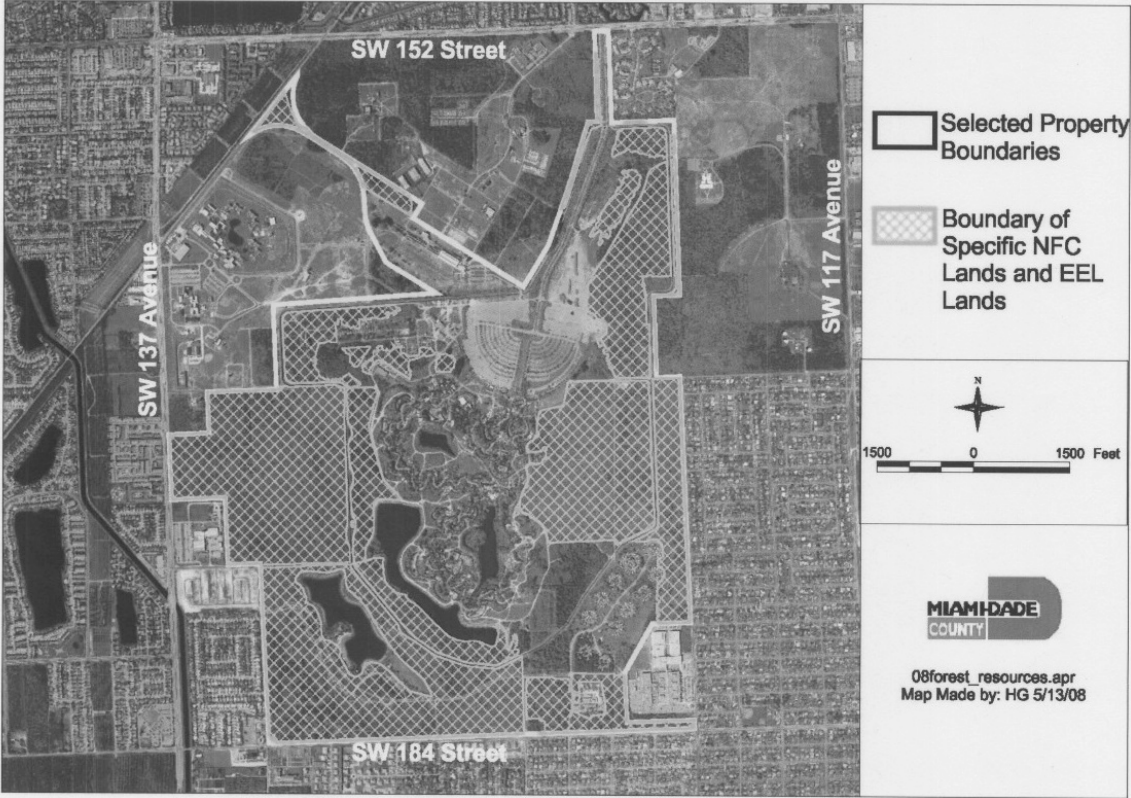 SW 152 Street
SW 137 Avenue
SW 117 Avenue
SW 184 Street
Selected Property
Boundaries
Boundary of
Specific NFC
Lands and EEL
Lands
N
1500 0 1500 Feet
MIAMI-DADE
COUNTY
08forest_resources.apr
Map Made by: HG 5/13/08